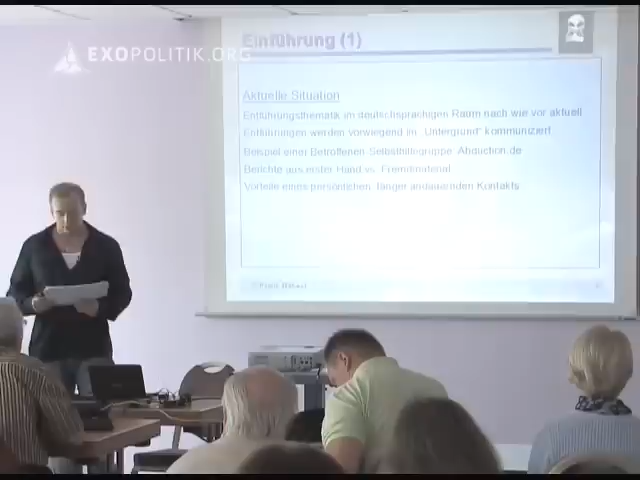 EXOPOLITIK.ORG
Einführung (1)
Aktuelle Situation
Entführungsthematik im deutschsprachigen Raum nach wie vor aktuell
Entführungen werden vorwiegend im "Untergrund" kommuniziert
Beispiel einer Betroffenen Selbsthilfegruppe: Abduction.de
Berichte aus erster Hand vs. Fremdmaterial
Vorteile eines persönlichen, länger andauernden Kontakts